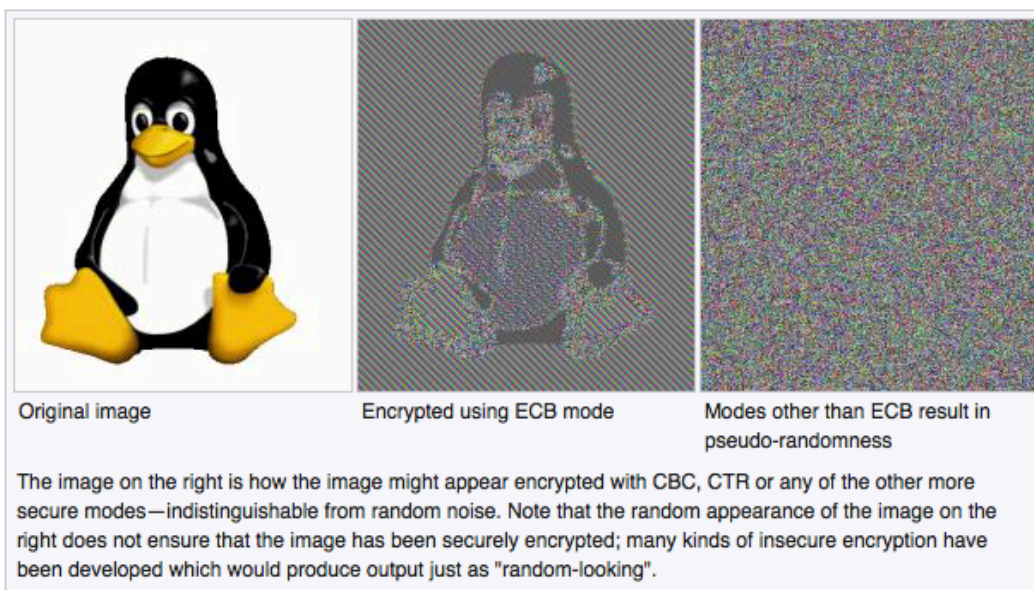 Original image
Encrypted using ECB mode
Modes other than ECB result in
pseudo-randomness
The image on the right is how the image might appear encrypted with CBC, CTR or any of the other more
secure modes—indistinguishable from random noise. Note that the random appearance of the image on the
right does not ensure that the image has been securely encrypted; many kinds of insecure encryption have
been developed which would produce output just as "random-looking".